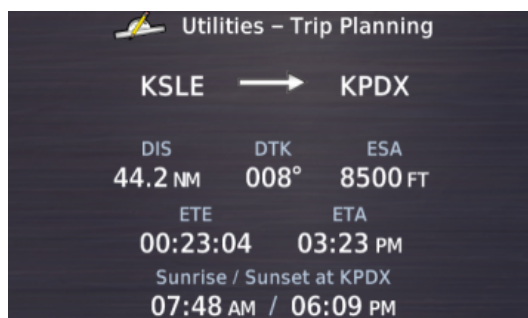 Utilities – Trip Planning
KSLE → KPDX
DIS DTK ESA
44.2 NM 008° 8500 FT
ETE ETA
00:23:04 03:23 PM
Sunrise / Sunset at KPDX
07:48 AM / 06:09 PM